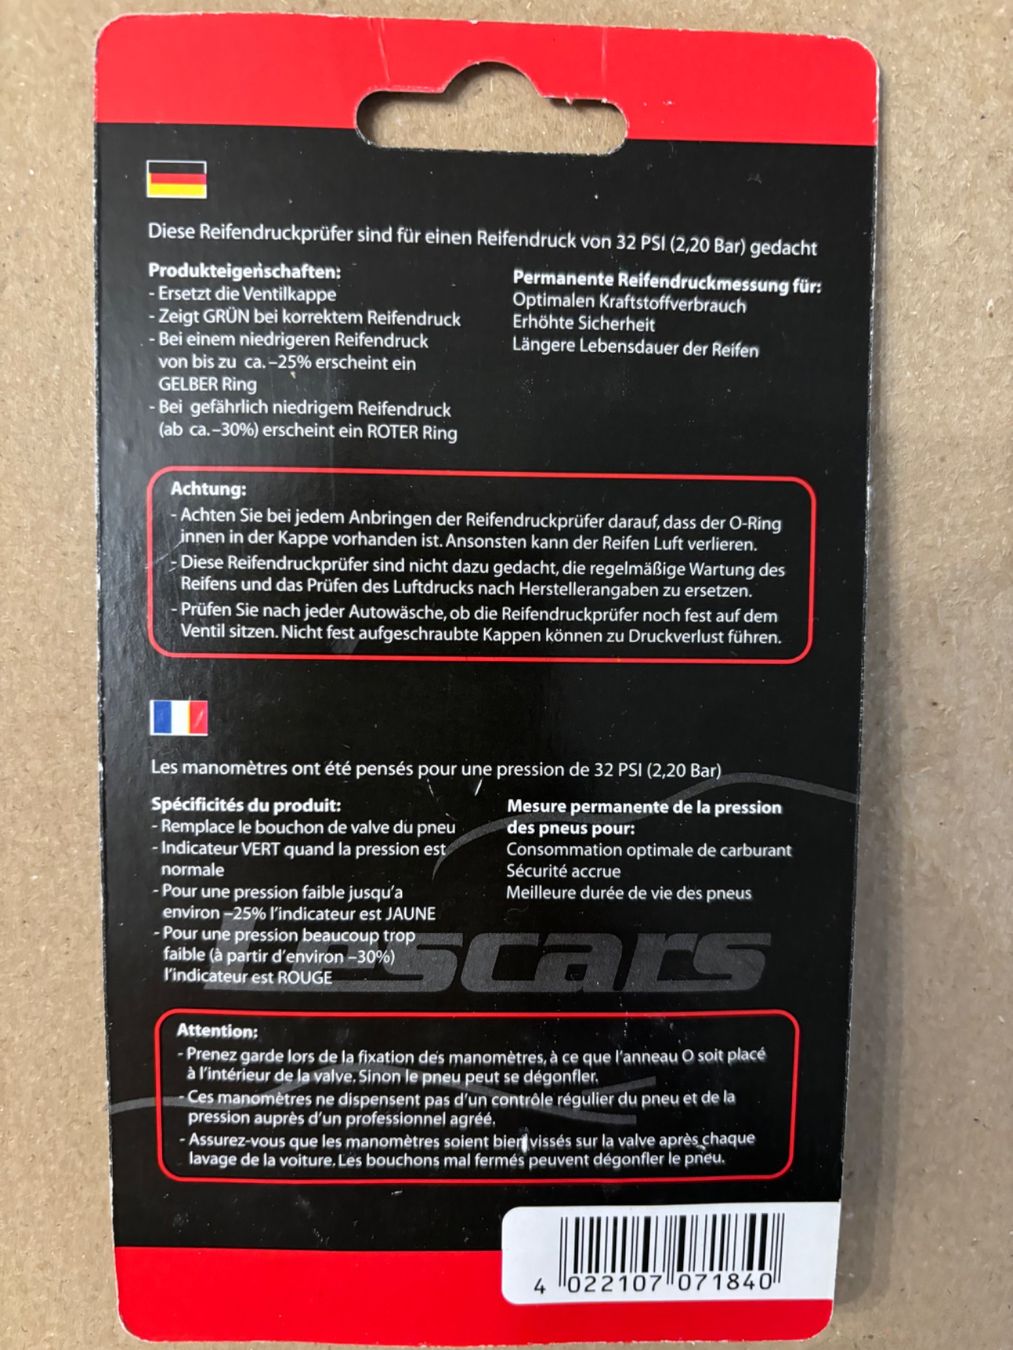 Diese Reifendruckprüfer sind für einen Reifendruck von 32 PSI (2,20 Bar) gedacht
Produkteigenschaften:
- Ersetzt die Ventilkappe
- Zeigt GRÜN bei korrektem Reifendruck
- Bei einem niedrigeren Reifendruck
von bis zu ca. –25% erscheint ein
GELBER Ring
- Bei gefährlich niedrigem Reifendruck
(ab ca. –30%) erscheint ein ROTER Ring
Permanente Reifendruckmessung für:
Optimalen Kraftstoffverbrauch
Erhöhte Sicherheit
Längere Lebensdauer der Reifen
Achtung:
- Achten Sie bei jedem Anbringen der Reifendruckprüfer darauf, dass der O-Ring
innen in der Kappe vorhanden ist. Ansonsten kann der Reifen Luft verlieren.
- Diese Reifendruckprüfer sind nicht dazu gedacht, die regelmäßige Wartung des
Reifens und das Prüfen des Luftdrucks nach Herstellerangaben zu ersetzen.
- Prüfen Sie nach jeder Autowäsche, ob die Reifendruckprüfer noch fest auf dem
Ventil sitzen. Nicht fest aufgeschraubte Kappen können zu Druckverlust führen.
Les manomètres ont été pensés pour une pression de 32 PSI (2,20 Bar)
Spécificités du produit:
- Remplace le bouchon de valve du pneu
- Indicateur VERT quand la pression est
normale
- Pour une pression faible jusqu'a
environ –25% l'indicateur est JAUNE
- Pour une pression beaucoup trop
faible (à partir d'environ –30%)
l'indicateur est ROUGE
Mesure permanente de la pression
des pneus pour:
Consommation optimale de carburant
Sécurité accrue
Meilleure durée de vie des pneus
Lescars
Attention:
- Prenez garde lors de la fixation des manomètres, à ce que l'anneau O soit placé
à l'intérieur de la valve. Sinon le pneu peut se dégonfler.
- Ces manomètres ne dispensent pas d'un contrôle régulier du pneu et de la
pression auprès d'un professionnel agréé.
- Assurez-vous que les manomètres soient bien vissés sur la valve après chaque
lavage de la voiture. Les bouchons mal fermés peuvent dégonfler le pneu.
4 022107 071840